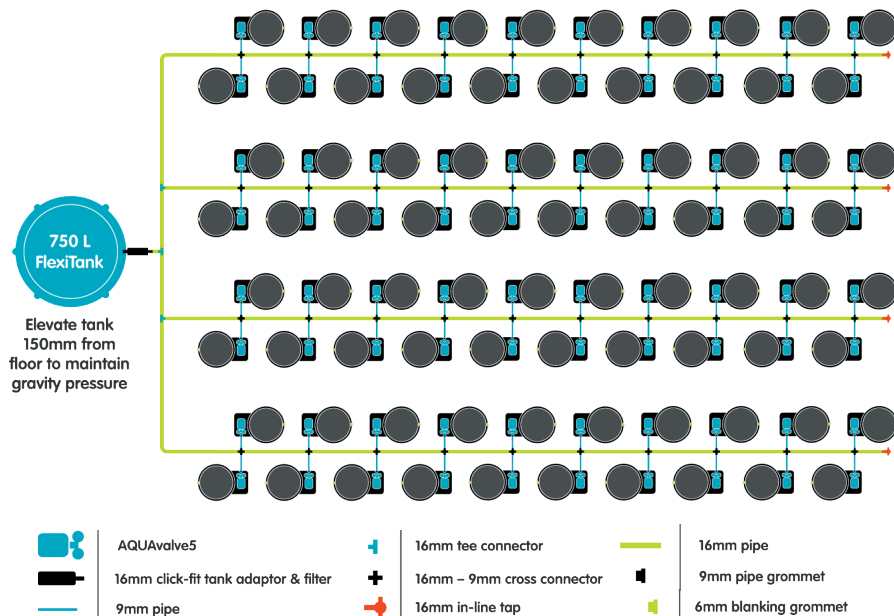 750 L
FlexiTank
Elevate tank
150mm from
floor to maintain
gravity pressure
AQUAvalve5
16mm tee connector
16mm pipe
16mm click-fit tank adaptor & filter
16mm – 9mm cross connector
9mm pipe grommet
9mm pipe
16mm in-line tap
6mm blanking grommet